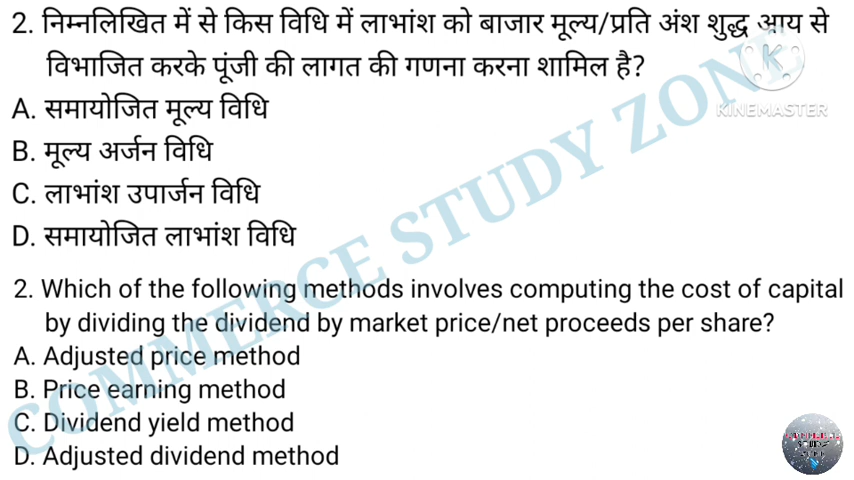 2. निम्नलिखित में से किस विधि में लाभांश को बाजार मूल्य/प्रति अंश शुद्ध आय से
विभाजित करके पूंजी की लागत की गणना करना शामिल है?
A. समायोजित मूल्य विधि
B. मूल्य अर्जन विधि
C. लाभांश उपार्जन विधि
D. समायोजित लाभांश विधि
2. Which of the following methods involves computing the cost of capital
by dividing the dividend by market price/net proceeds per share?
A. Adjusted price method
B. Price earning method
C. Dividend yield method
D. Adjusted dividend method
COMMERCE STUDY ZONE
K
KINEMASTER